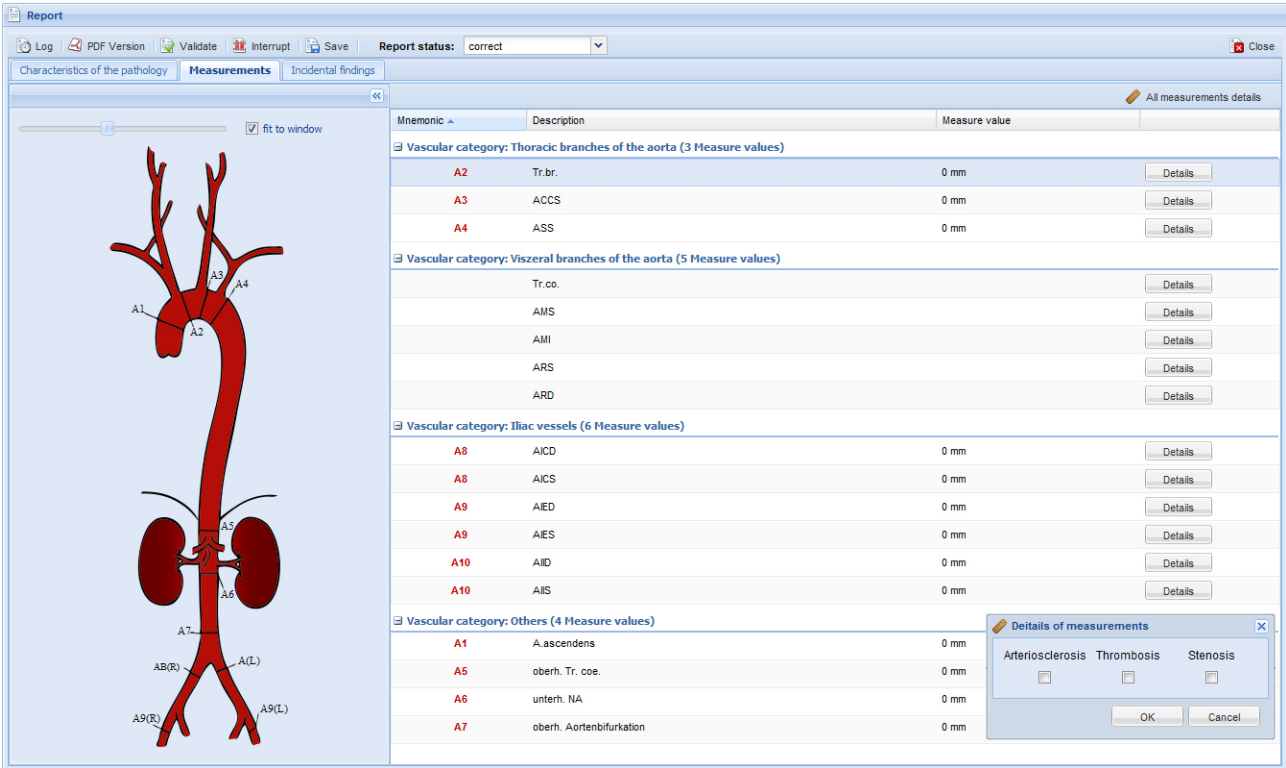 Report
Log PDF Version Validate Interrupt Save Report status: correct Close
Characteristics of the pathology Measurements Incidental findings
All measurements details
fit to window
Mnemonic Description Measure value
Vascular category: Thoracic branches of the aorta (3 Measure values)
A2 Tr.br. 0 mm Details
A3 ACCS 0 mm Details
A4 ASS 0 mm Details
Vascular category: Viszeral branches of the aorta (5 Measure values)
Tr.co. Details
AMS Details
AMI Details
ARS Details
ARD Details
Vascular category: Iliac vessels (6 Measure values)
A8 AICD 0 mm Details
A8 AICS 0 mm Details
A9 AIED 0 mm Details
A9 AIES 0 mm Details
A10 AIID 0 mm Details
A10 AIIS 0 mm Details
Vascular category: Others (4 Measure values)
A1 A.ascendens 0 mm
A5 oberh. Tr. coe. 0 mm
A6 unterh. NA 0 mm
A7 oberh. Aortenbifurkation 0 mm
A3
A4
A1
A2
A5
A6
A7
AB(R) A(L)
A9(R) A9(L)
Deitails of measurements
Arteriosclerosis Thrombosis Stenosis
OK Cancel